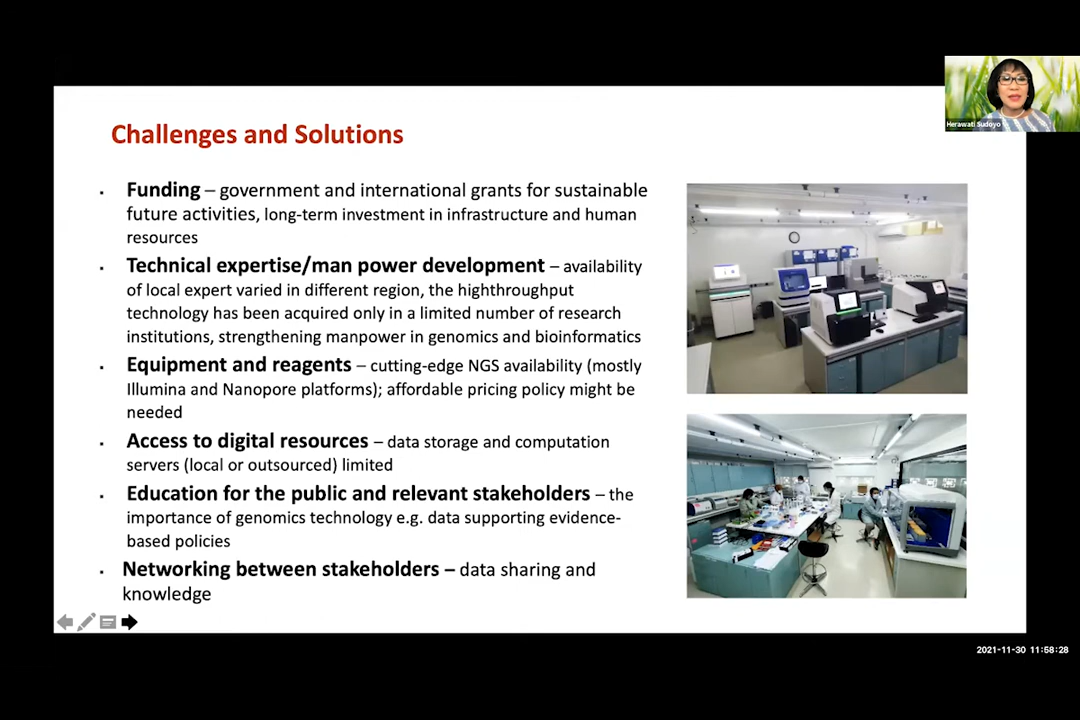 Herawati Sudoyo
Challenges and Solutions
▪ Funding – government and international grants for sustainable
future activities, long-term investment in infrastructure and human
resources
▪ Technical expertise/man power development – availability
of local expert varied in different region, the highthroughput
technology has been acquired only in a limited number of research
institutions, strengthening manpower in genomics and bioinformatics
▪ Equipment and reagents – cutting-edge NGS availability (mostly
Illumina and Nanopore platforms); affordable pricing policy might be
needed
▪ Access to digital resources – data storage and computation
servers (local or outsourced) limited
▪ Education for the public and relevant stakeholders – the
importance of genomics technology e.g. data supporting evidence-
based policies
▪ Networking between stakeholders – data sharing and
knowledge
2021-11-30 11:58:28